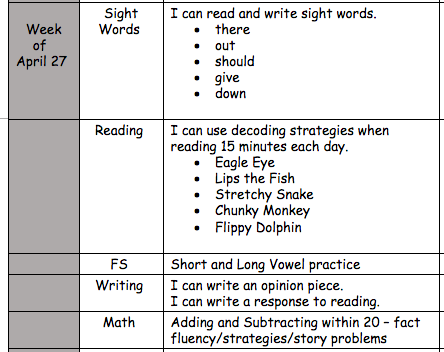 Week
of
April 27
Sight
Words
I can read and write sight words.
• there
• out
• should
• give
• down
Reading
I can use decoding strategies when
reading 15 minutes each day.
• Eagle Eye
• Lips the Fish
• Stretchy Snake
• Chunky Monkey
• Flippy Dolphin
FS
Short and Long Vowel practice
Writing
I can write an opinion piece.
I can write a response to reading.
Math
Adding and Subtracting within 20 – fact
fluency/strategies/story problems